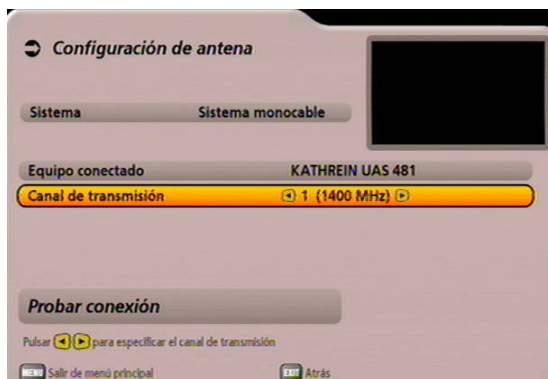 Configuración de antena
Sistema Sistema monocable
Equipo conectado KATHREIN UAS 481
Canal de transmisión 1 (1400 MHz)
Probar conexión
Pulsar para especificar el canal de transmisión
MENU Salir de menú principal EXIT Atrás